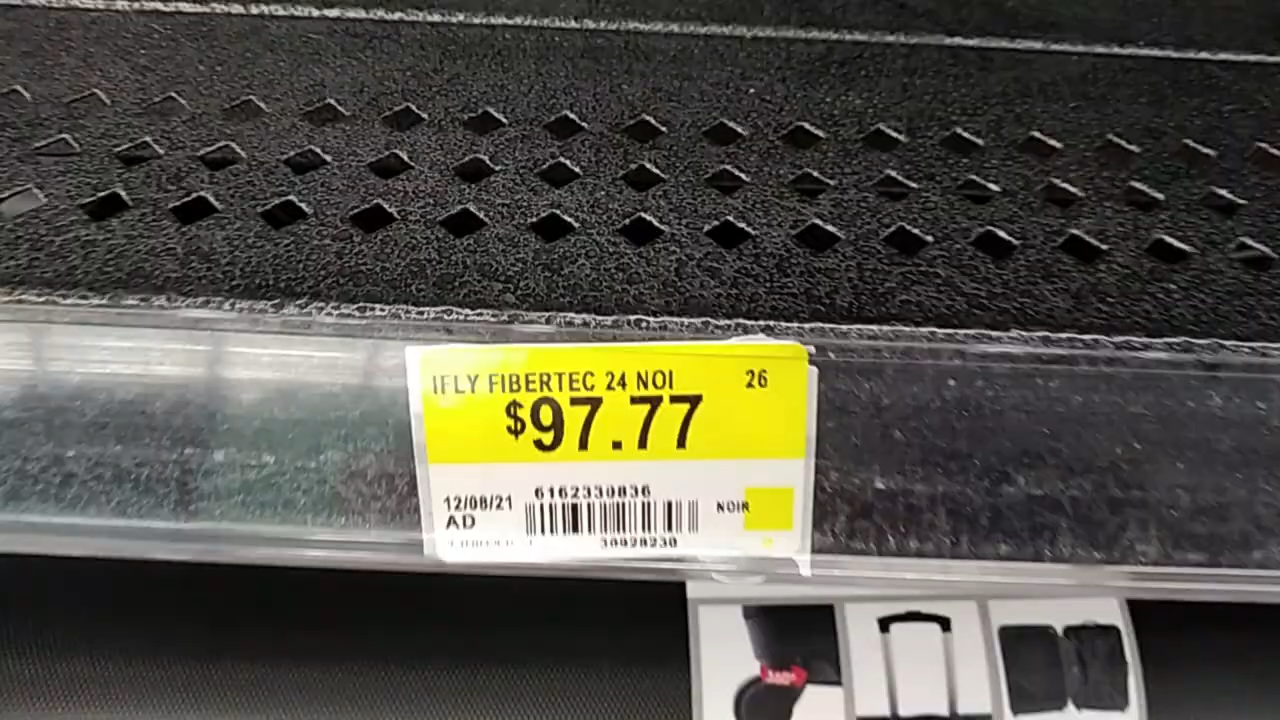 IFLY FIBERTEC 24 NOI 26
$97.77
6162330836
12/08/21
NOIR
AD
30928230